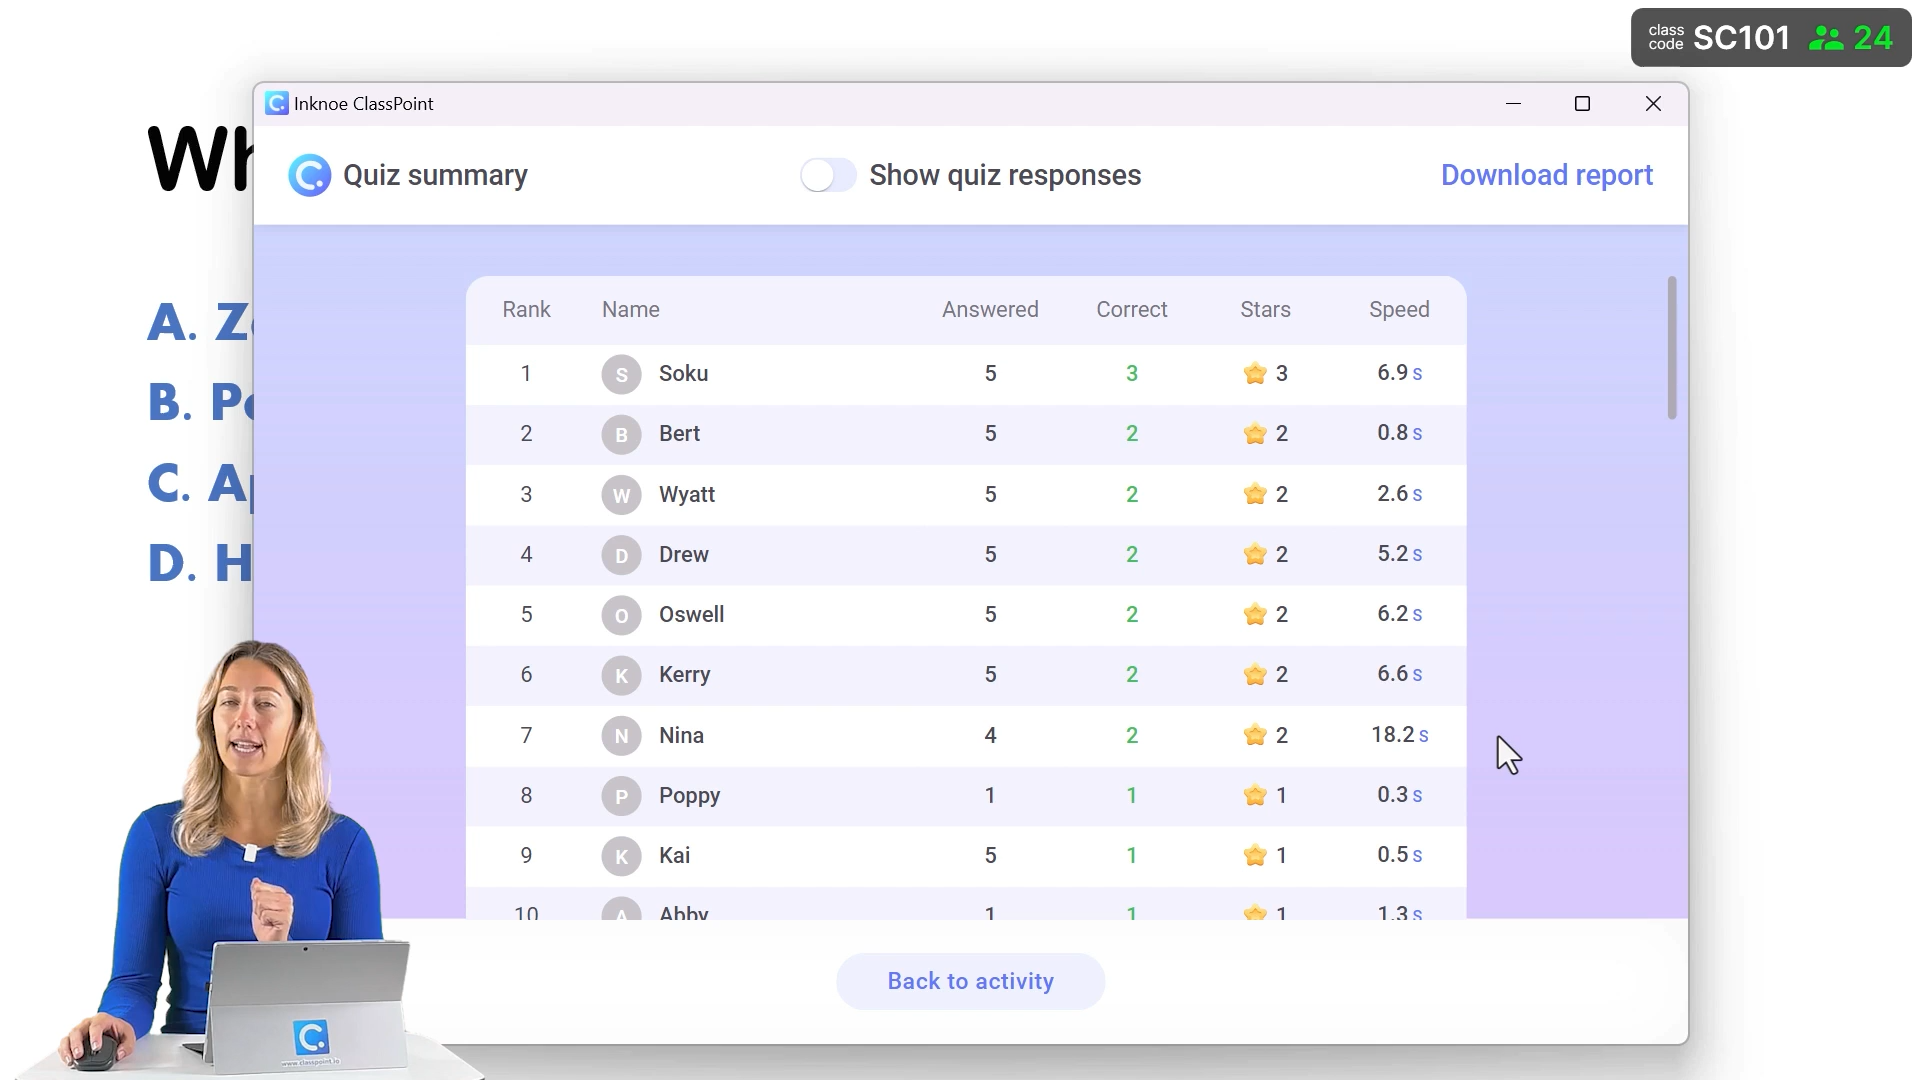 class code SC101 24
Inknoe ClassPoint
Quiz summary
Show quiz responses
Download report
Rank Name Answered Correct Stars Speed
1 S Soku 5 3 3 6.9 s
2 B Bert 5 2 2 0.8 s
3 W Wyatt 5 2 2 2.6 s
4 D Drew 5 2 2 5.2 s
5 O Oswell 5 2 2 6.2 s
6 K Kerry 5 2 2 6.6 s
7 N Nina 4 2 2 18.2 s
8 P Poppy 1 1 1 0.3 s
9 K Kai 5 1 1 0.5 s
10 A Abby 1 1 1 1.3 s
Back to activity
Wh
A. Z
B. P
C. Ap
D. H
www.classpoint.io